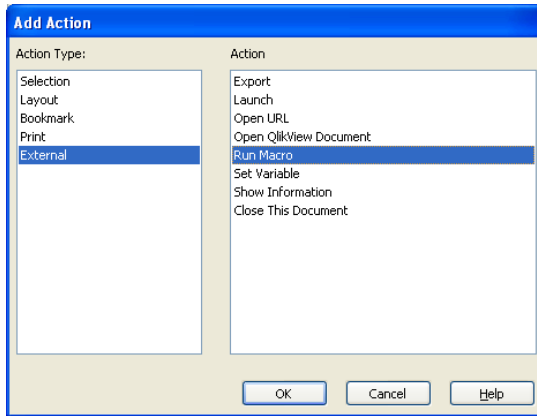 Add Action
Action Type:
Action
Selection
Layout
Bookmark
Print
External
Export
Launch
Open URL
Open QlikView Document
Run Macro
Set Variable
Show Information
Close This Document
OK
Cancel
Help